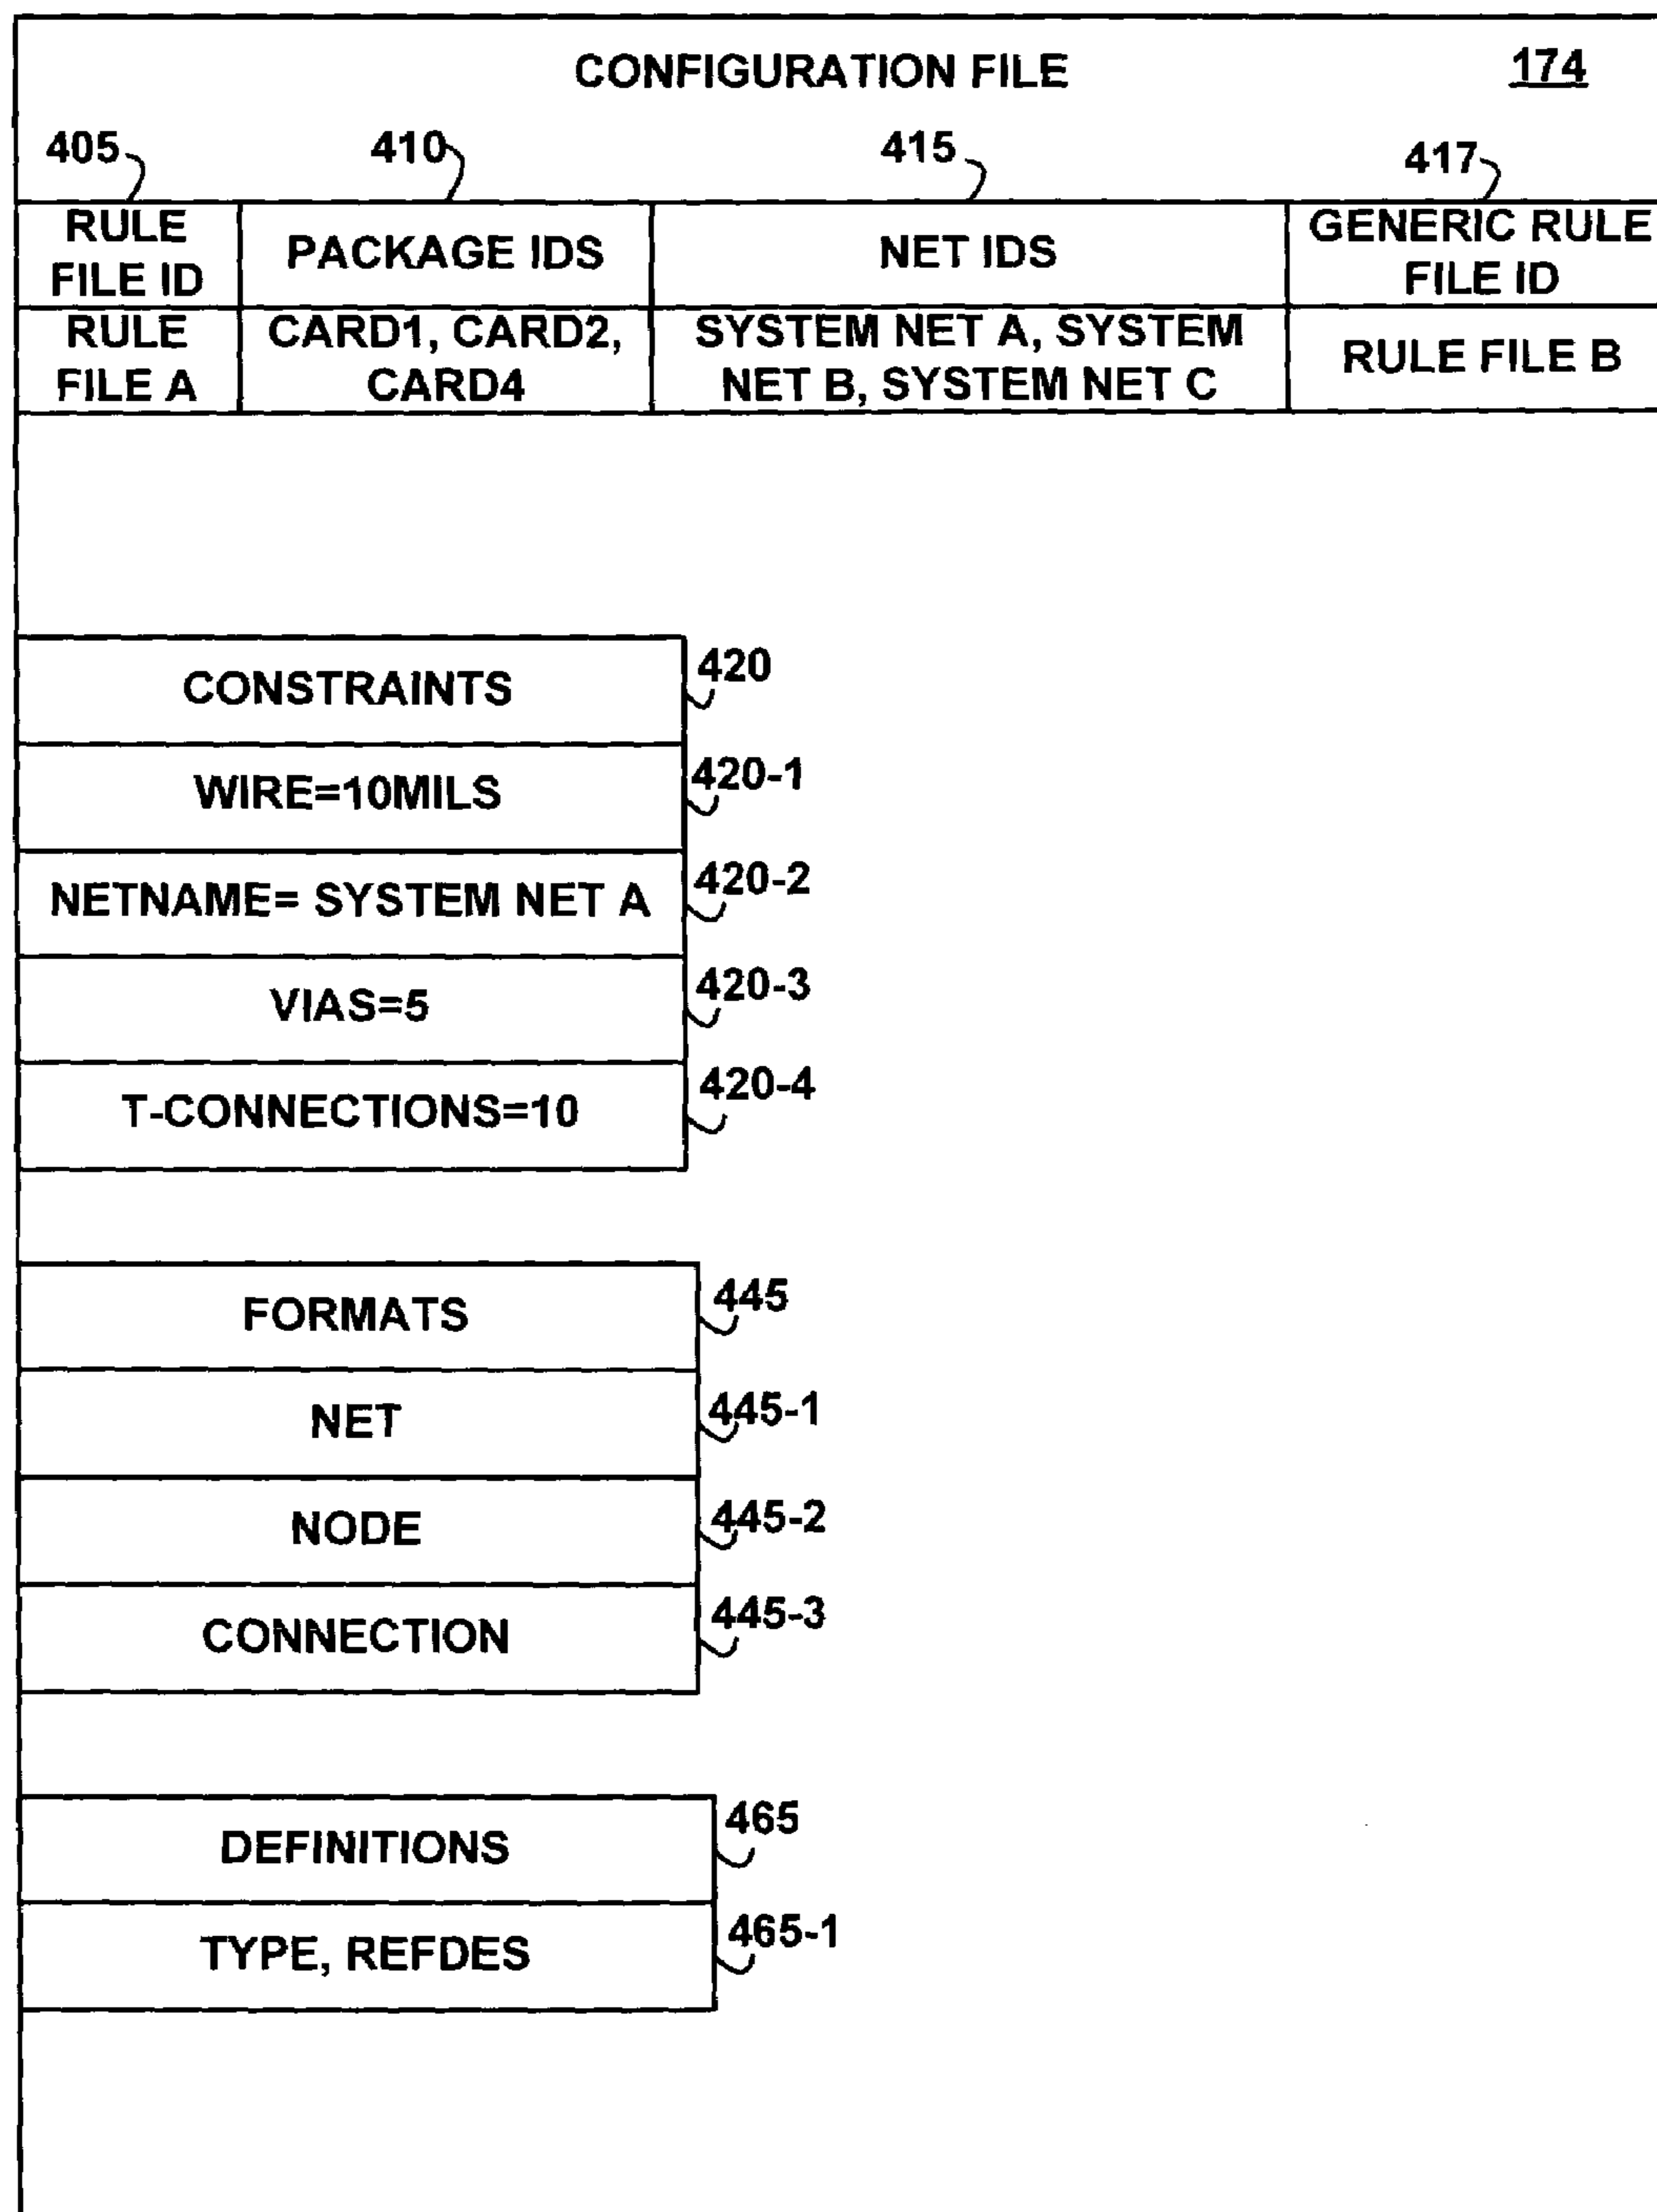 CONFIGURATION FILE 174
405 410 415 417
RULE FILE ID
PACKAGE IDS
NET IDS
GENERIC RULE FILE ID
RULE FILE A
CARD1, CARD2,
CARD4
SYSTEM NET A, SYSTEM
NET B, SYSTEM NET C
RULE FILE B
CONSTRAINTS 420
WIRE=10MILS 420-1
NETNAME= SYSTEM NET A 420-2
VIAS=5 420-3
T-CONNECTIONS=10 420-4
FORMATS 445
NET 445-1
NODE 445-2
CONNECTION 445-3
DEFINITIONS 465
TYPE, REFDES 465-1